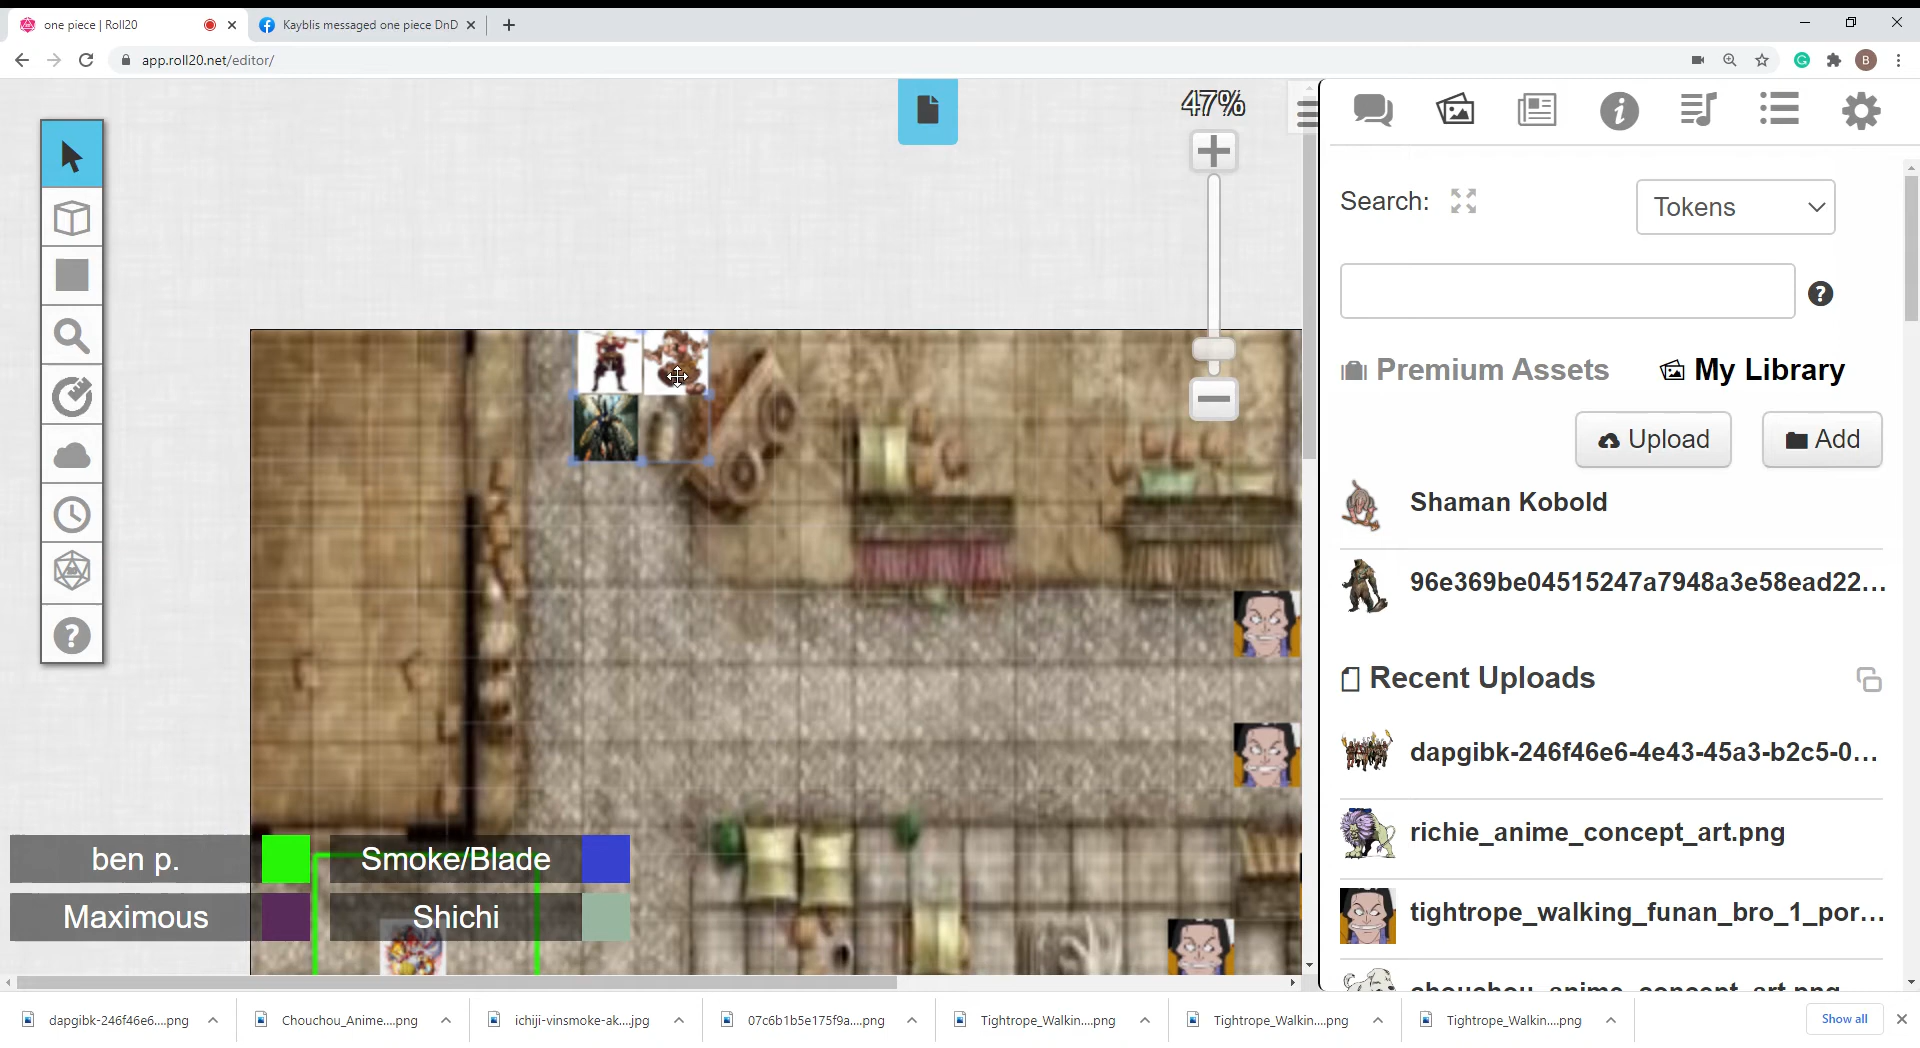 one piece | Roll20
Kayblis messaged one piece DnD
app.roll20.net/editor/
B
47%
Search:
Tokens
Premium Assets
My Library
Upload
Add
Shaman Kobold
96e369be04515247a7948a3e58ead22...
Recent Uploads
dapgibk-246f46e6-4e43-45a3-b2c5-0...
richie_anime_concept_art.png
tightrope_walking_funan_bro_1_por...
chouchou_anime_concept_art.png
ben p.
Smoke/Blade
Maximous
Shichi
dapgibk-246f46e6....png
Chouchou_Anime....png
ichiji-vinsmoke-ak....jpg
07c6b1b5e175f9a....png
Tightrope_Walkin....png
Tightrope_Walkin....png
Tightrope_Walkin....png
Show all